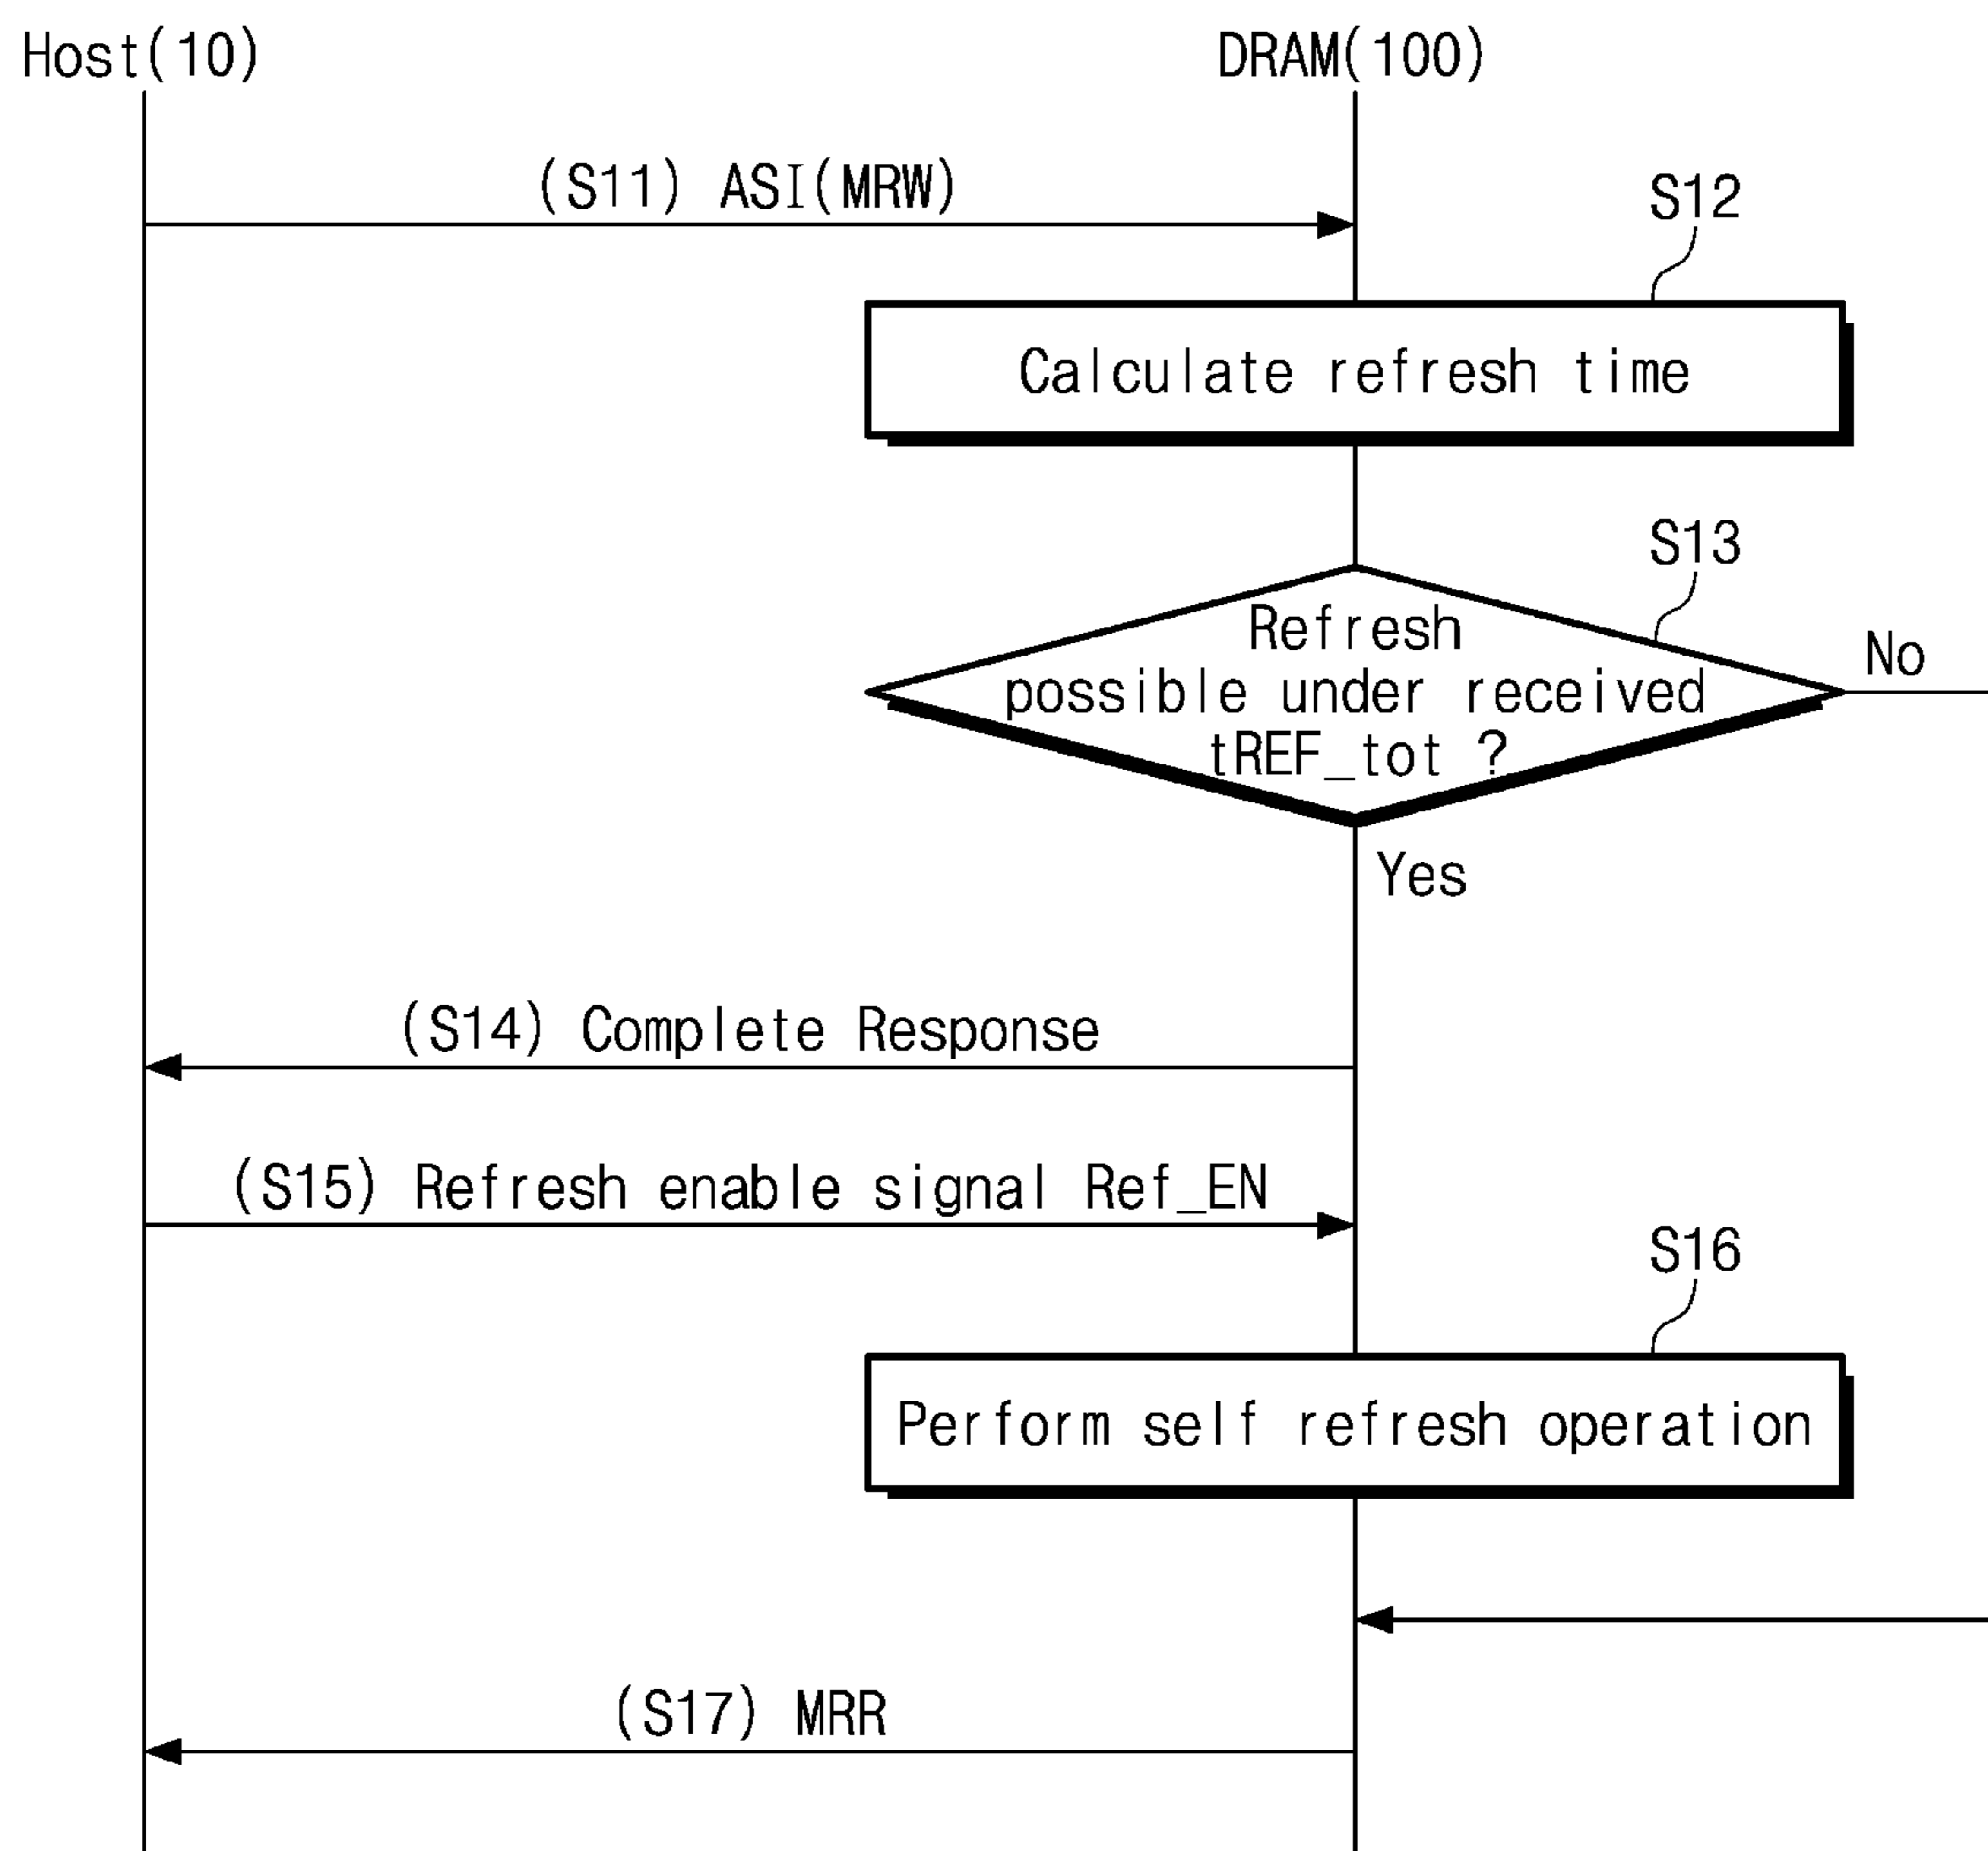 Host(10)
DRAM(100)
(S11) ASI(MRW)
S12
Calculate refresh time
S13
Refresh
possible under received
tREF_tot ?
No
Yes
(S14) Complete Response
(S15) Refresh enable signal Ref_EN
S16
Perform self refresh operation
(S17) MRR